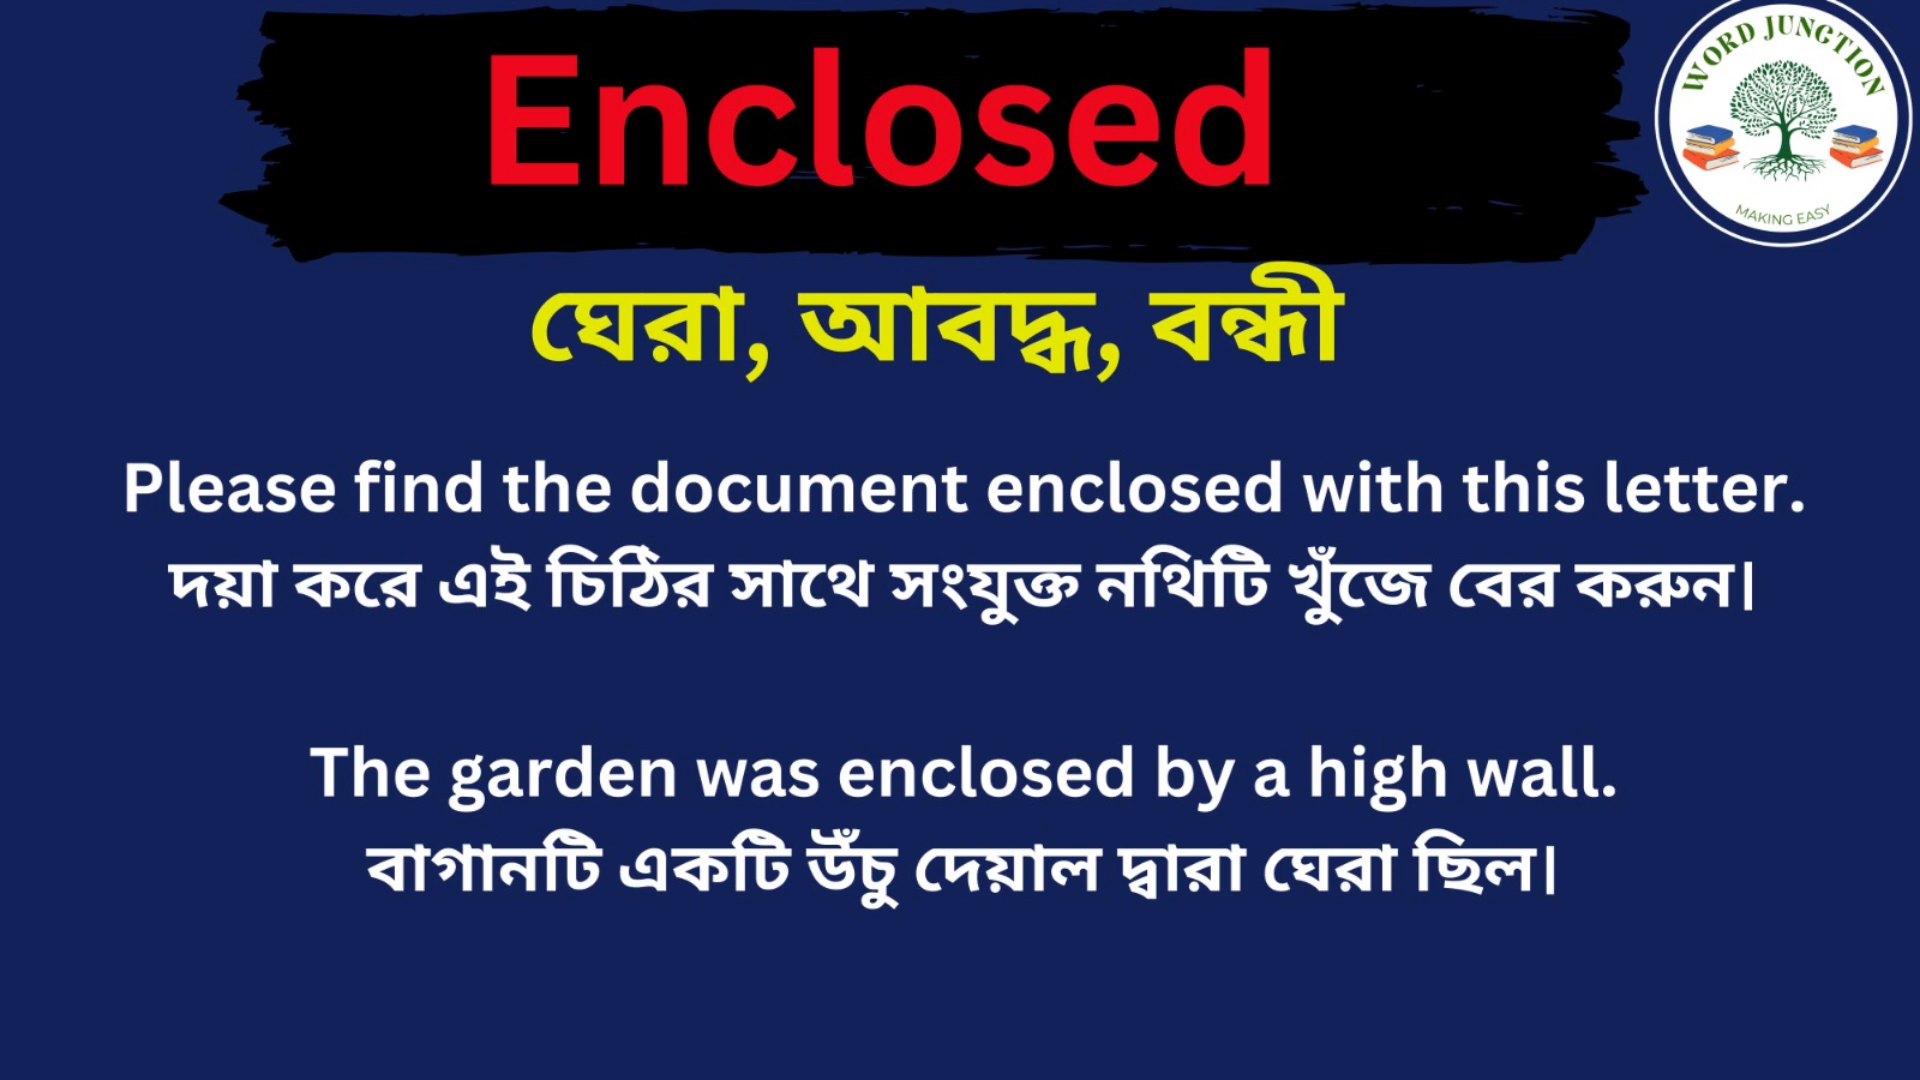 WORD JUNCTION
MAKING EASY
Enclosed
ঘেরা, আবদ্ধ, বন্ধী
Please find the document enclosed with this letter.
দয়া করে এই চিঠির সাথে সংযুক্ত নথিটি খুঁজে বের করুন।
The garden was enclosed by a high wall.
বাগানটি একটি উঁচু দেয়াল দ্বারা ঘেরা ছিল।